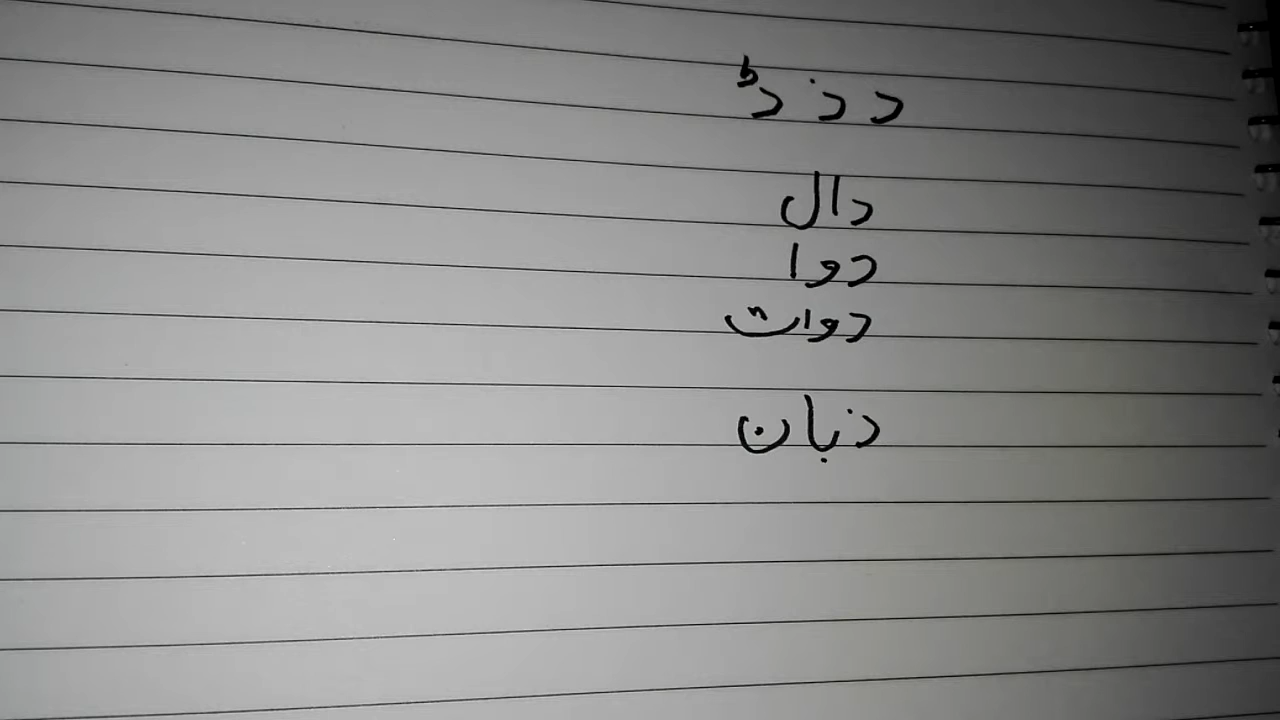 د ذ ڈ
دال
دوا
دوات
ذبان